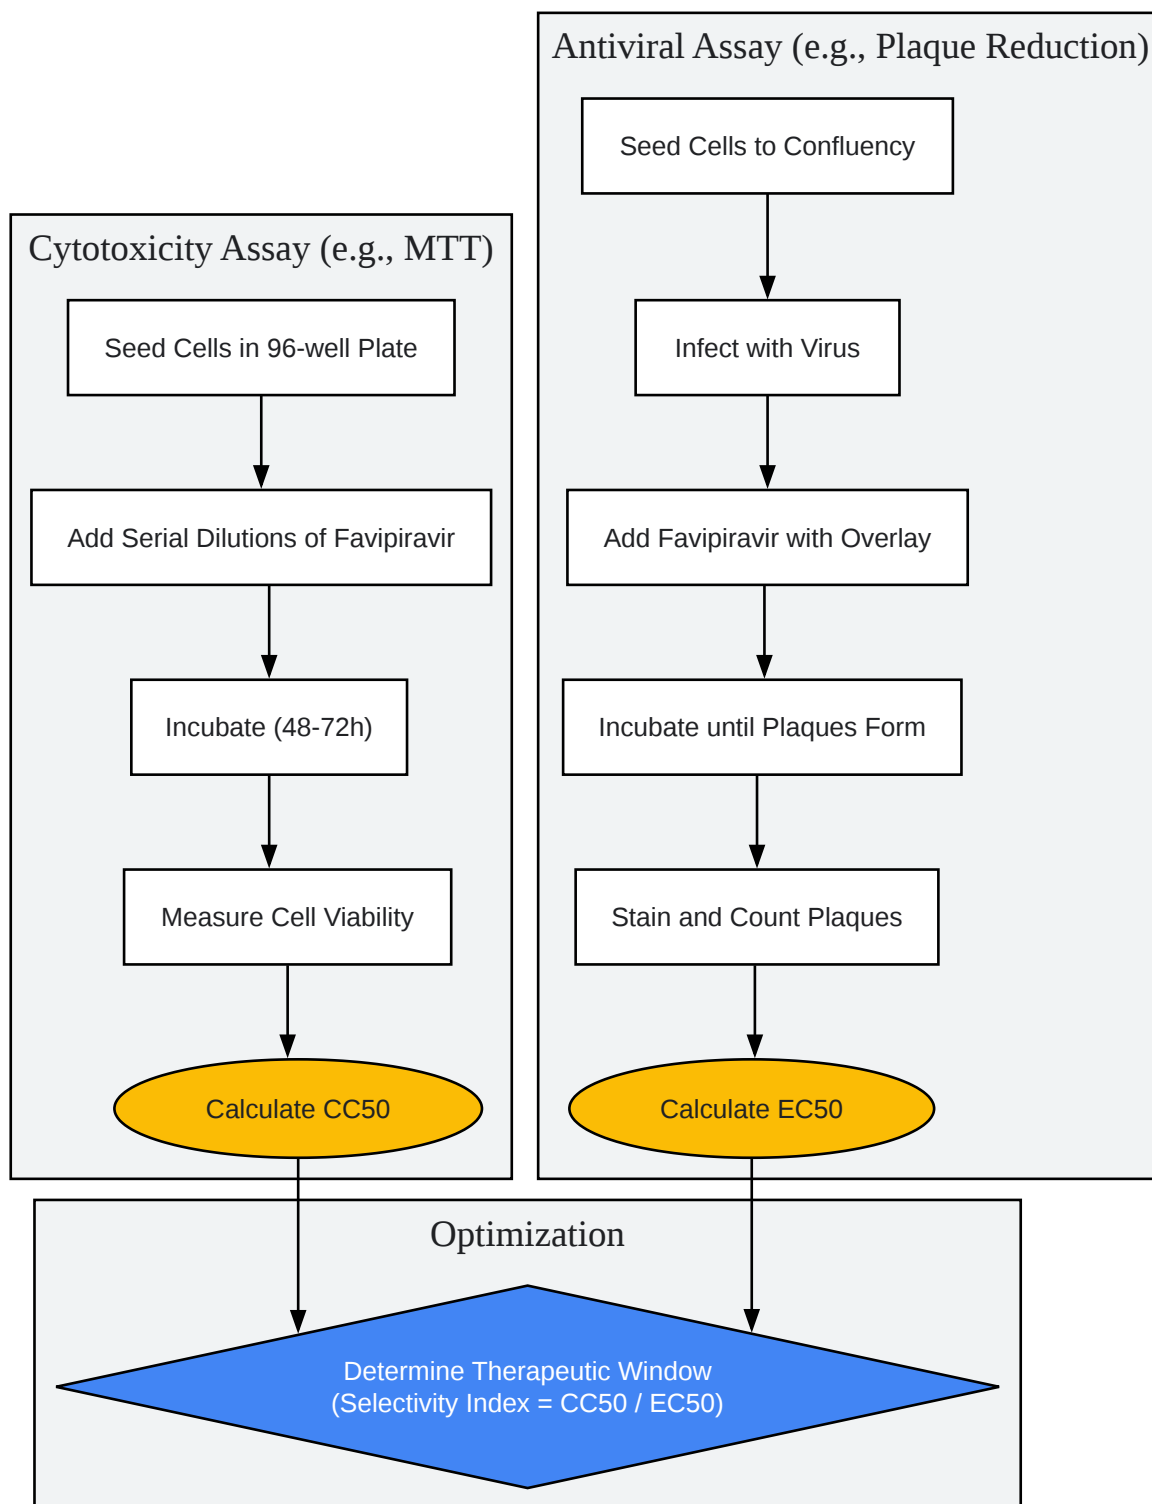 Antiviral Assay (e.g., Plaque Reduction)
Seed Cells to Confluency
Infect with Virus
Add Favipiravir with Overlay
Incubate until Plaques Form
Stain and Count Plaques
Calculate EC50
Cytotoxicity Assay (e.g., MTT)
Seed Cells in 96-well Plate
Add Serial Dilutions of Favipiravir
Incubate (48-72h)
Measure Cell Viability
Calculate CC50
Optimization
Determine Therapeutic Window
(Selectivity Index = CC50 / EC50)